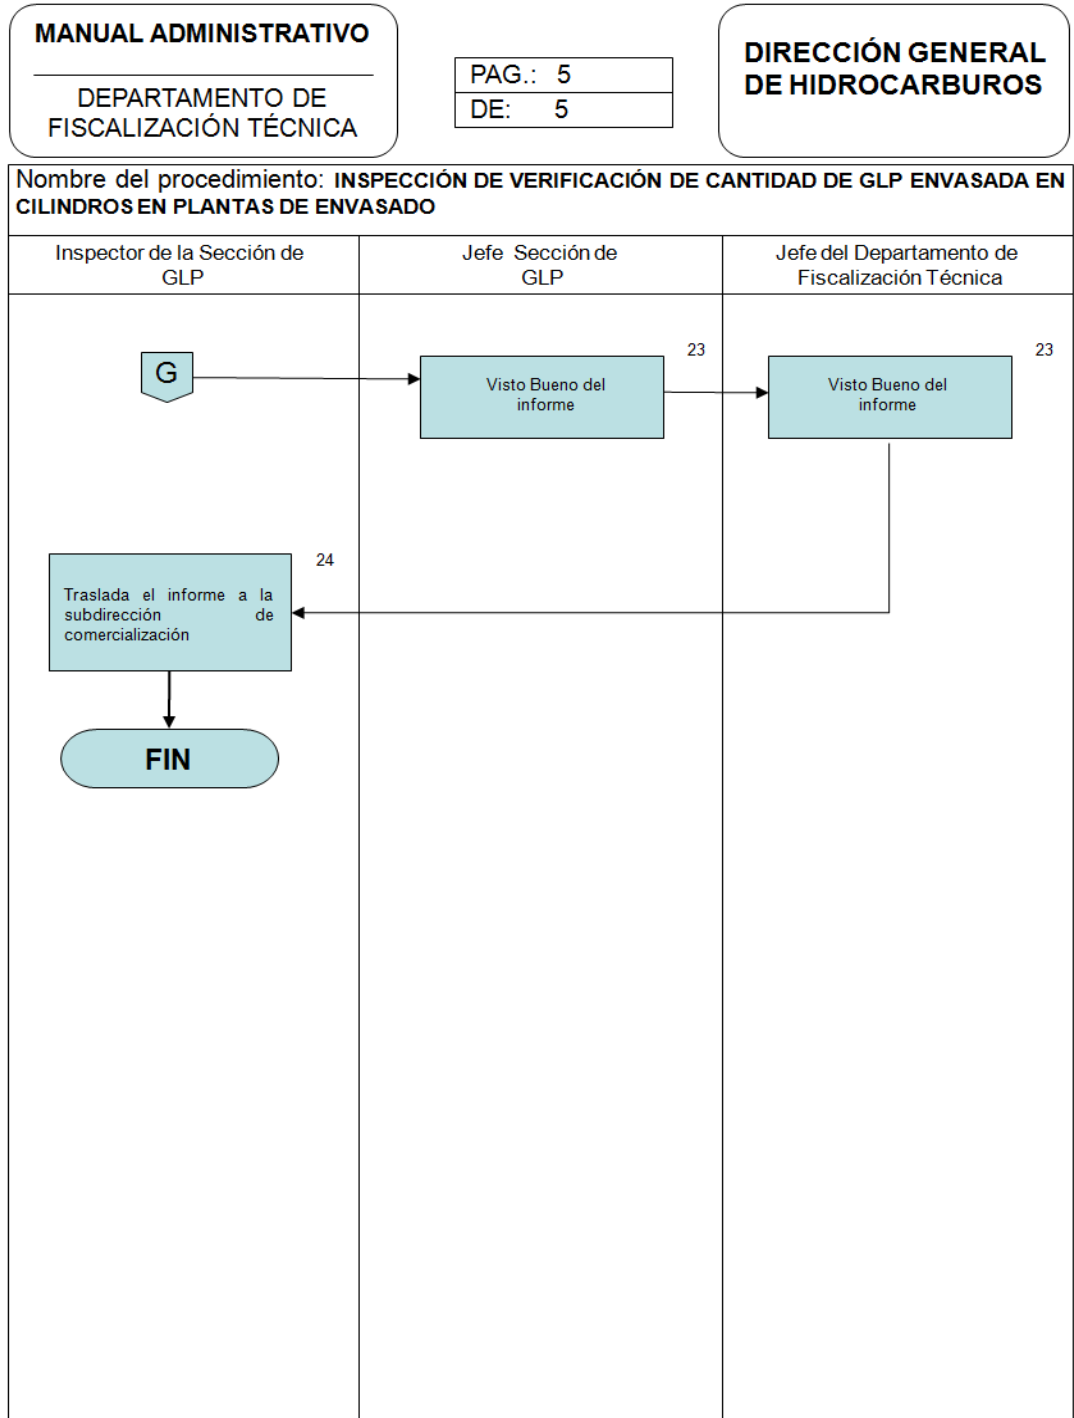 MANUAL ADMINISTRATIVO
DEPARTAMENTO DE
FISCALIZACIÓN TÉCNICA
PAG.: 5
DE: 5
DIRECCIÓN GENERAL
DE HIDROCARBUROS
Nombre del procedimiento: INSPECCIÓN DE VERIFICACIÓN DE CANTIDAD DE GLP ENVASADA EN
CILINDROS EN PLANTAS DE ENVASADO
Inspector de la Sección de
GLP
Jefe Sección de
GLP
Jefe del Departamento de
Fiscalización Técnica
G
23
Visto Bueno del
informe
23
Visto Bueno del
informe
24
Traslada el informe a la
subdirección de
comercialización
FIN